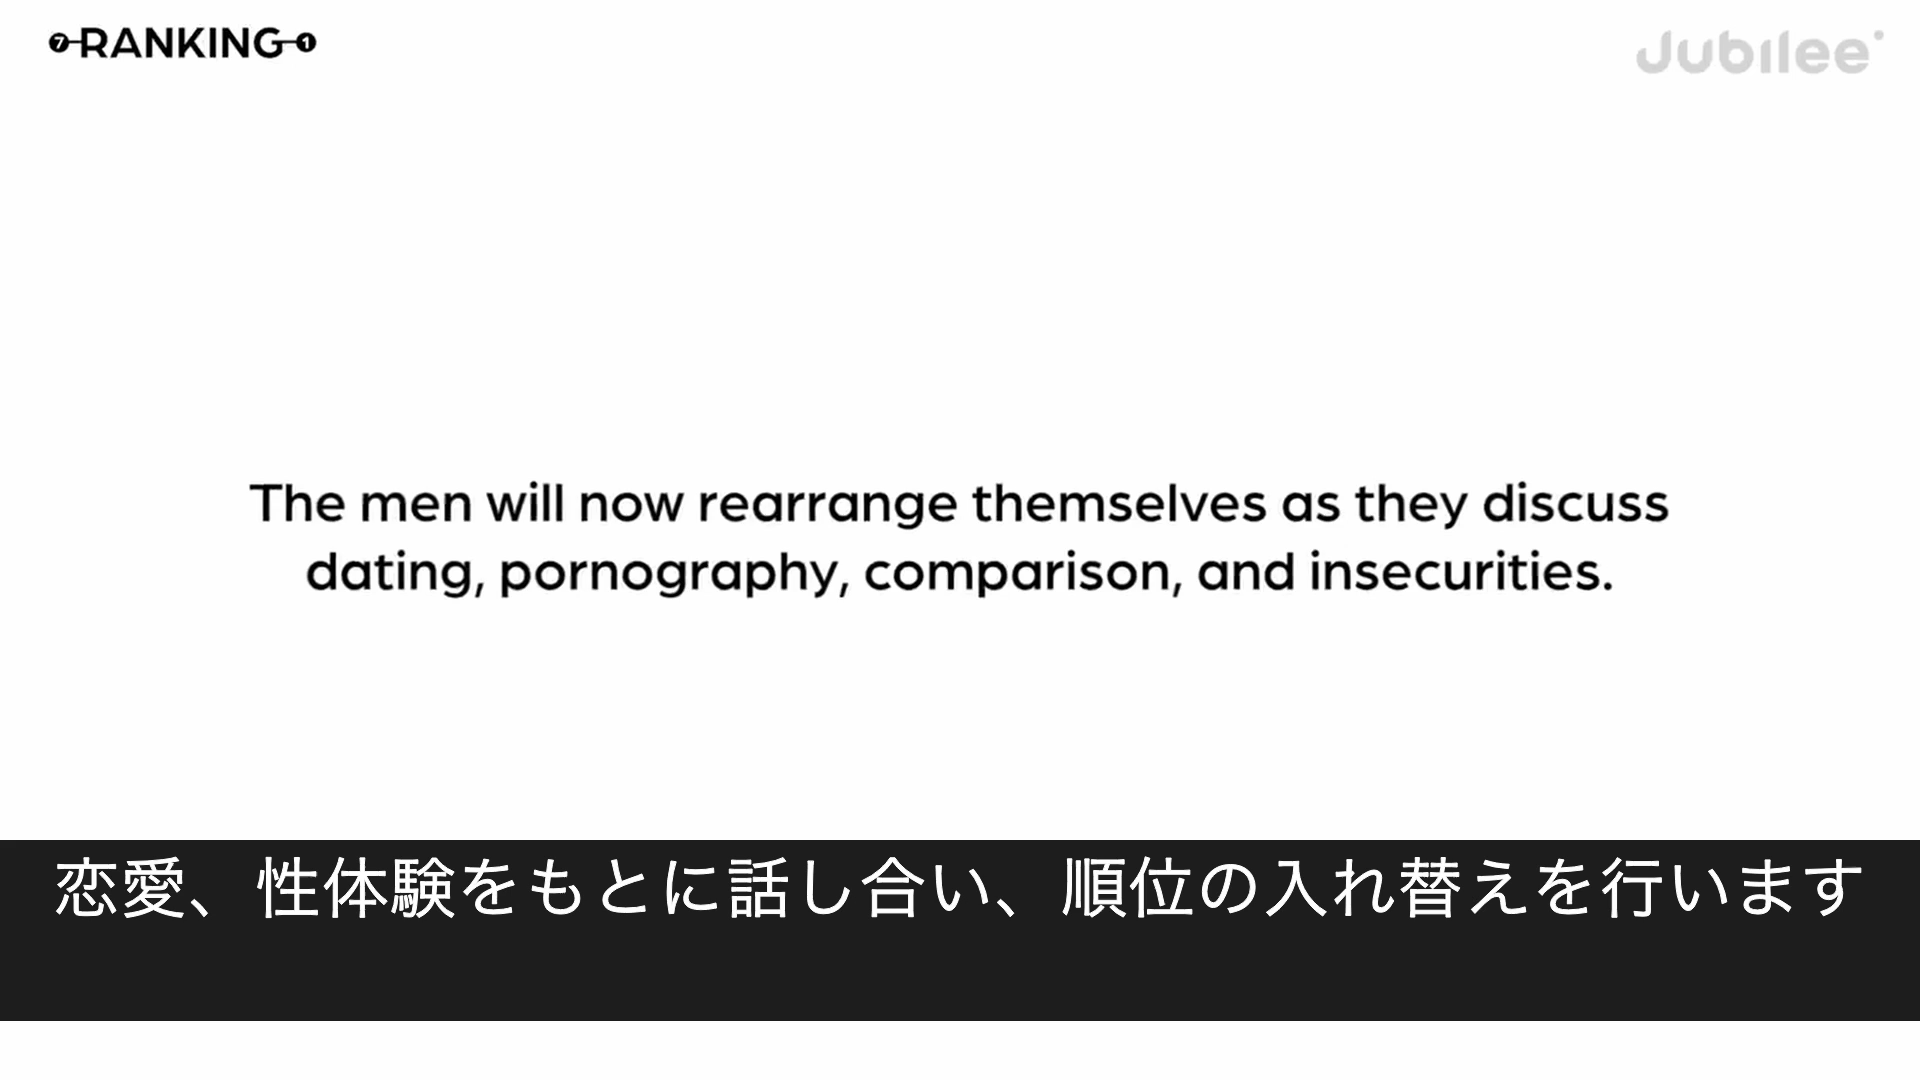 7 RANKING 1
Jubilee
The men will now rearrange themselves as they discuss
dating, pornography, comparison, and insecurities.
恋愛、性体験をもとに話し合い、順位の入れ替えを行います